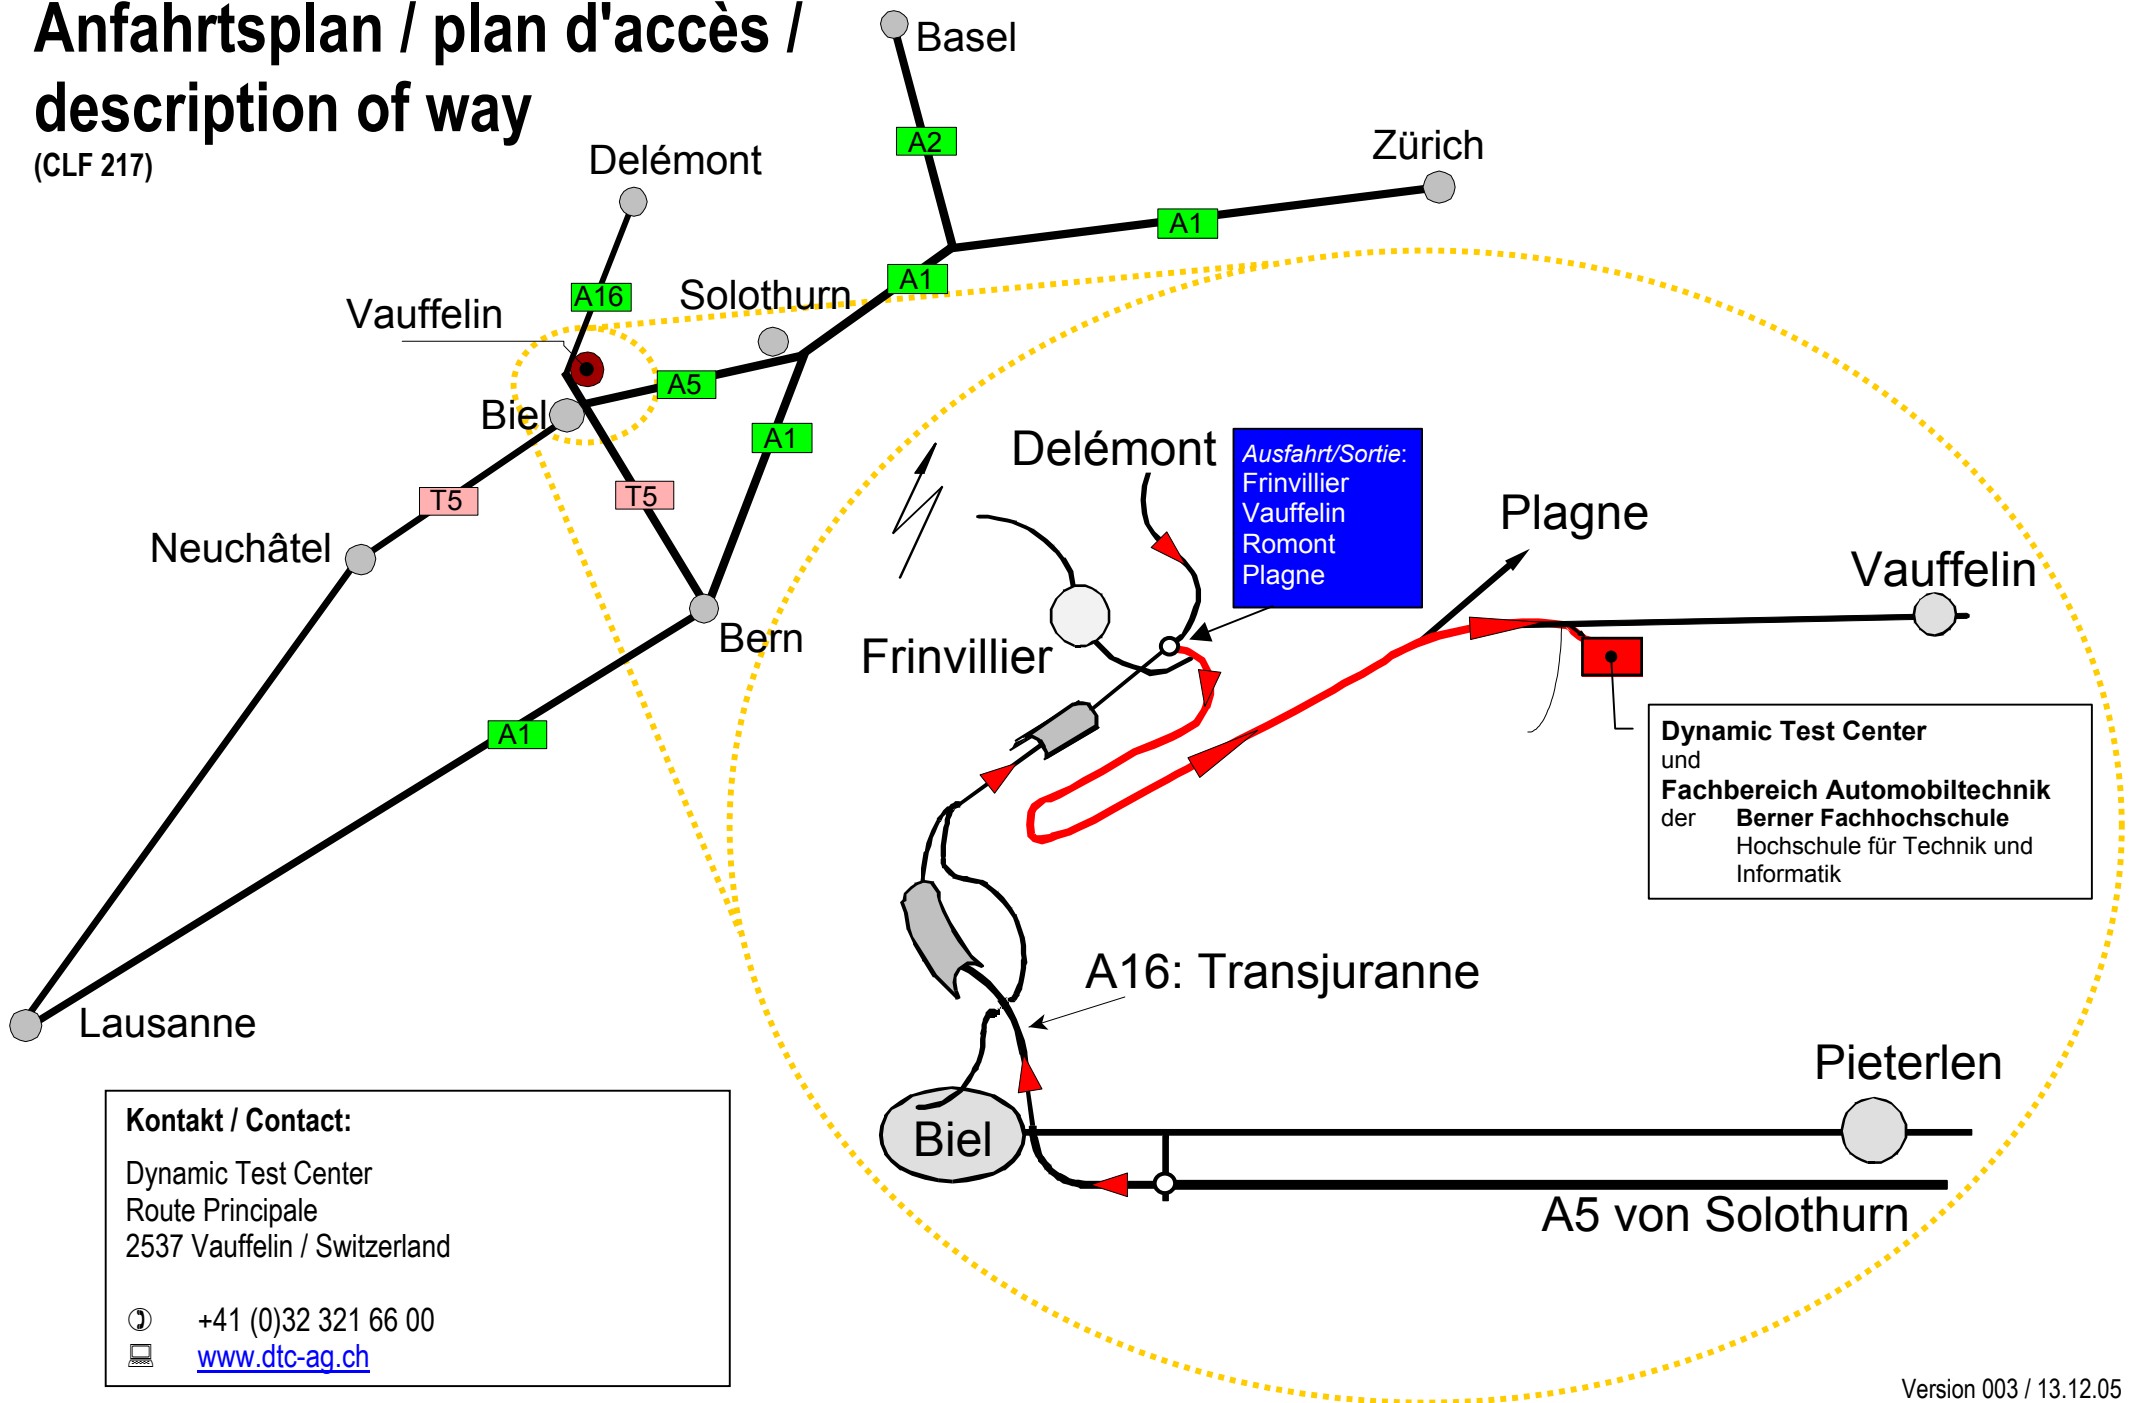 Anfahrtsplan / plan d'accès /
description of way
(CLF 217)
Basel
Delémont
A2
Zürich
A1
A1
A16
Solothurn
Vauffelin
A5
Biel
A1
T5
T5
Neuchâtel
Bern
A1
Lausanne
Delémont
Ausfahrt/Sortie:
Frinvillier
Vauffelin
Romont
Plagne
Plagne
Vauffelin
Frinvillier
Dynamic Test Center
und
Fachbereich Automobiltechnik
der Berner Fachhochschule
Hochschule für Technik und
Informatik
A16: Transjuranne
Pieterlen
Biel
A5 von Solothurn
Kontakt / Contact:
Dynamic Test Center
Route Principale
2537 Vauffelin / Switzerland
+41 (0)32 321 66 00
www.dtc-ag.ch
Version 003 / 13.12.05